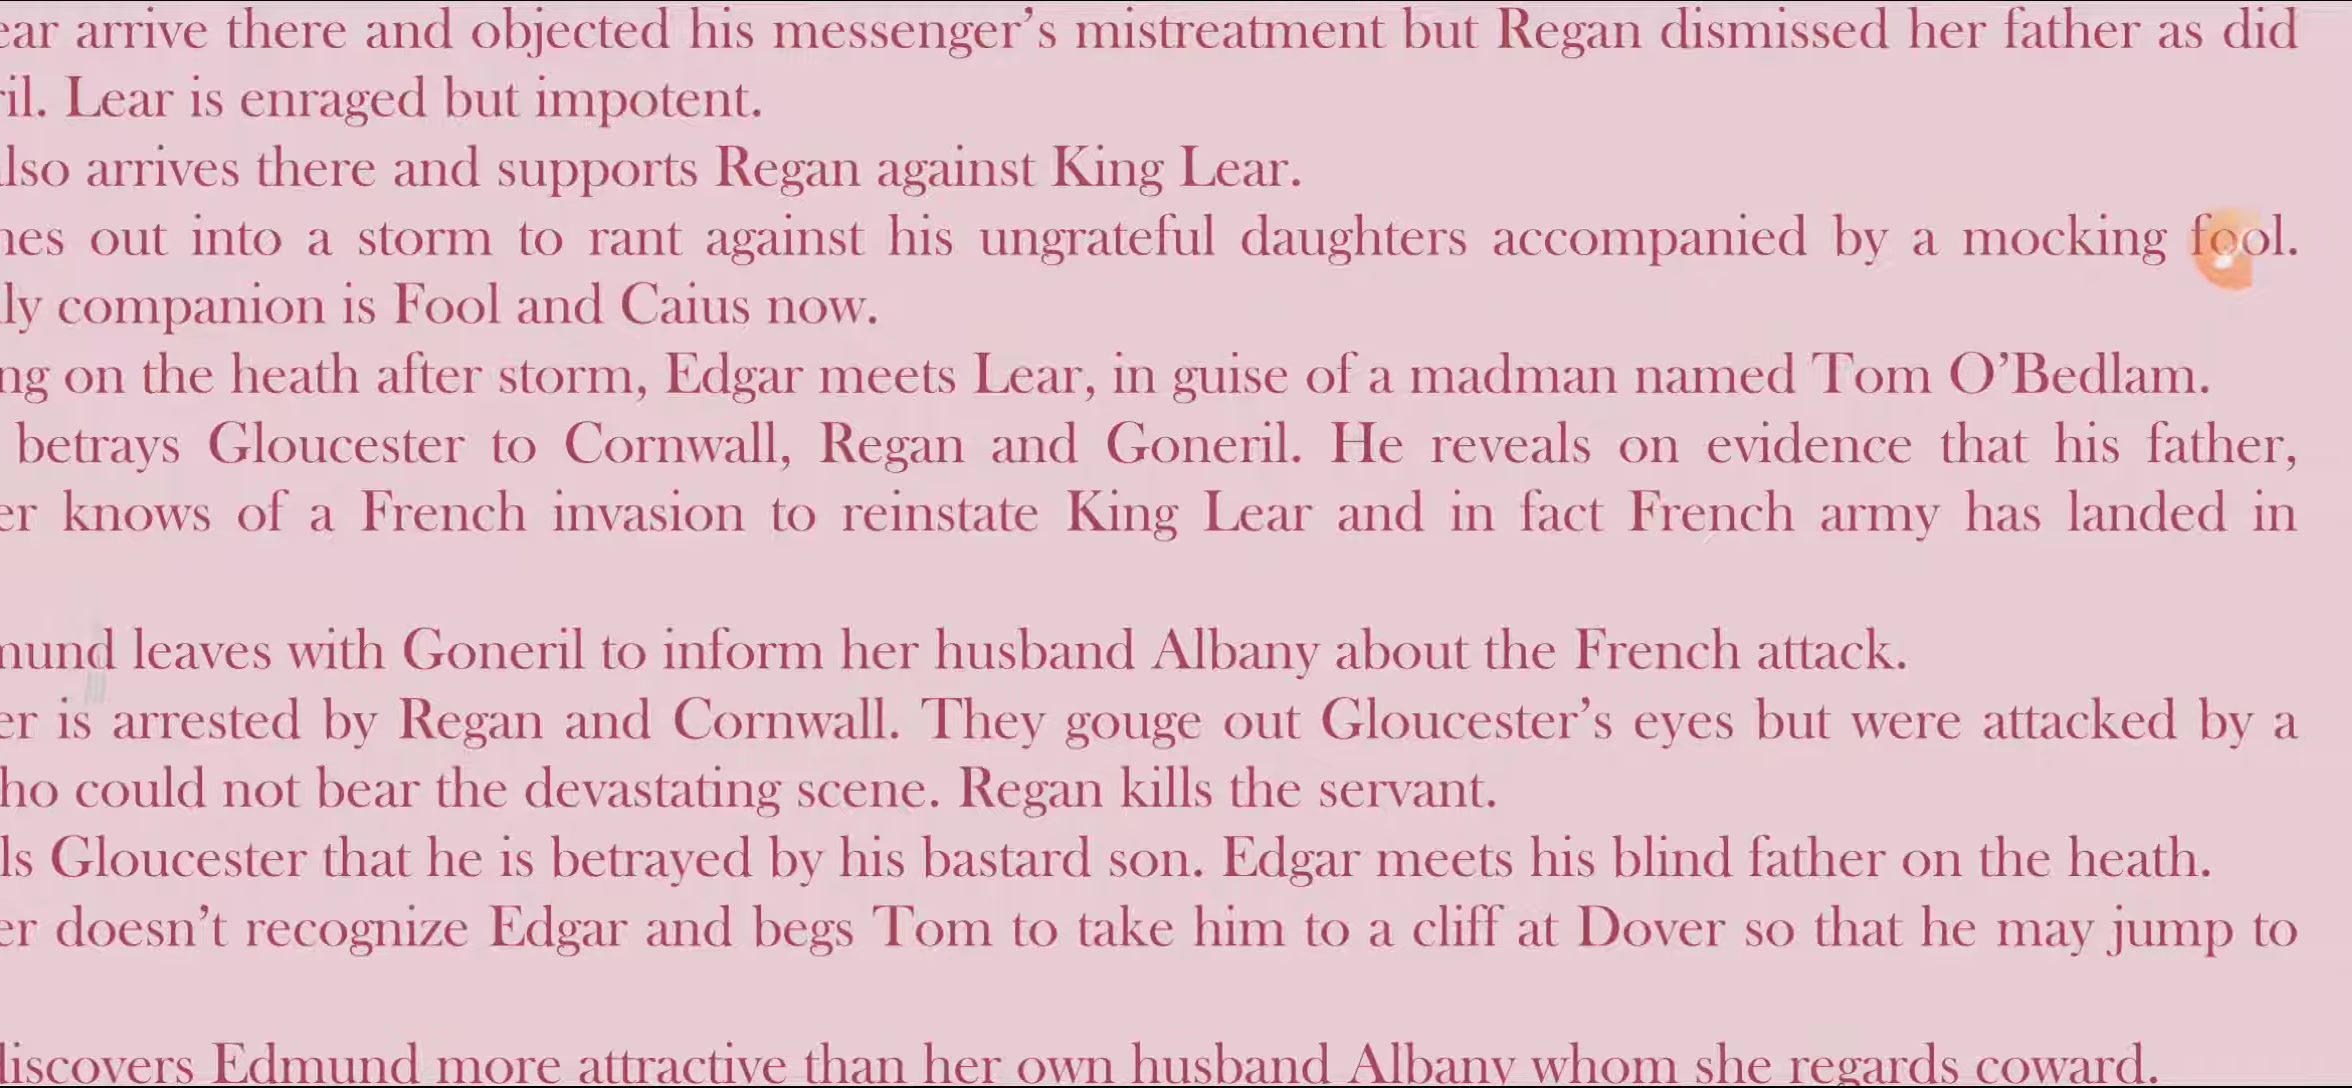 ear arrive there and objected his messenger's mistreatment but Regan dismissed her father as did
ril. Lear is enraged but impotent.
also arrives there and supports Regan against King Lear.
hes out into a storm to rant against his ungrateful daughters accompanied by a mocking fool.
ly companion is Fool and Caius now.
ng on the heath after storm, Edgar meets Lear, in guise of a madman named Tom O'Bedlam.
betrays Gloucester to Cornwall, Regan and Goneril. He reveals on evidence that his father,
er knows of a French invasion to reinstate King Lear and in fact French army has landed in
mund leaves with Goneril to inform her husband Albany about the French attack.
er is arrested by Regan and Cornwall. They gouge out Gloucester's eyes but were attacked by a
ho could not bear the devastating scene. Regan kills the servant.
ls Gloucester that he is betrayed by his bastard son. Edgar meets his blind father on the heath.
er doesn't recognize Edgar and begs Tom to take him to a cliff at Dover so that he may jump to
discovers Edmund more attractive than her own husband Albany whom she regards coward.